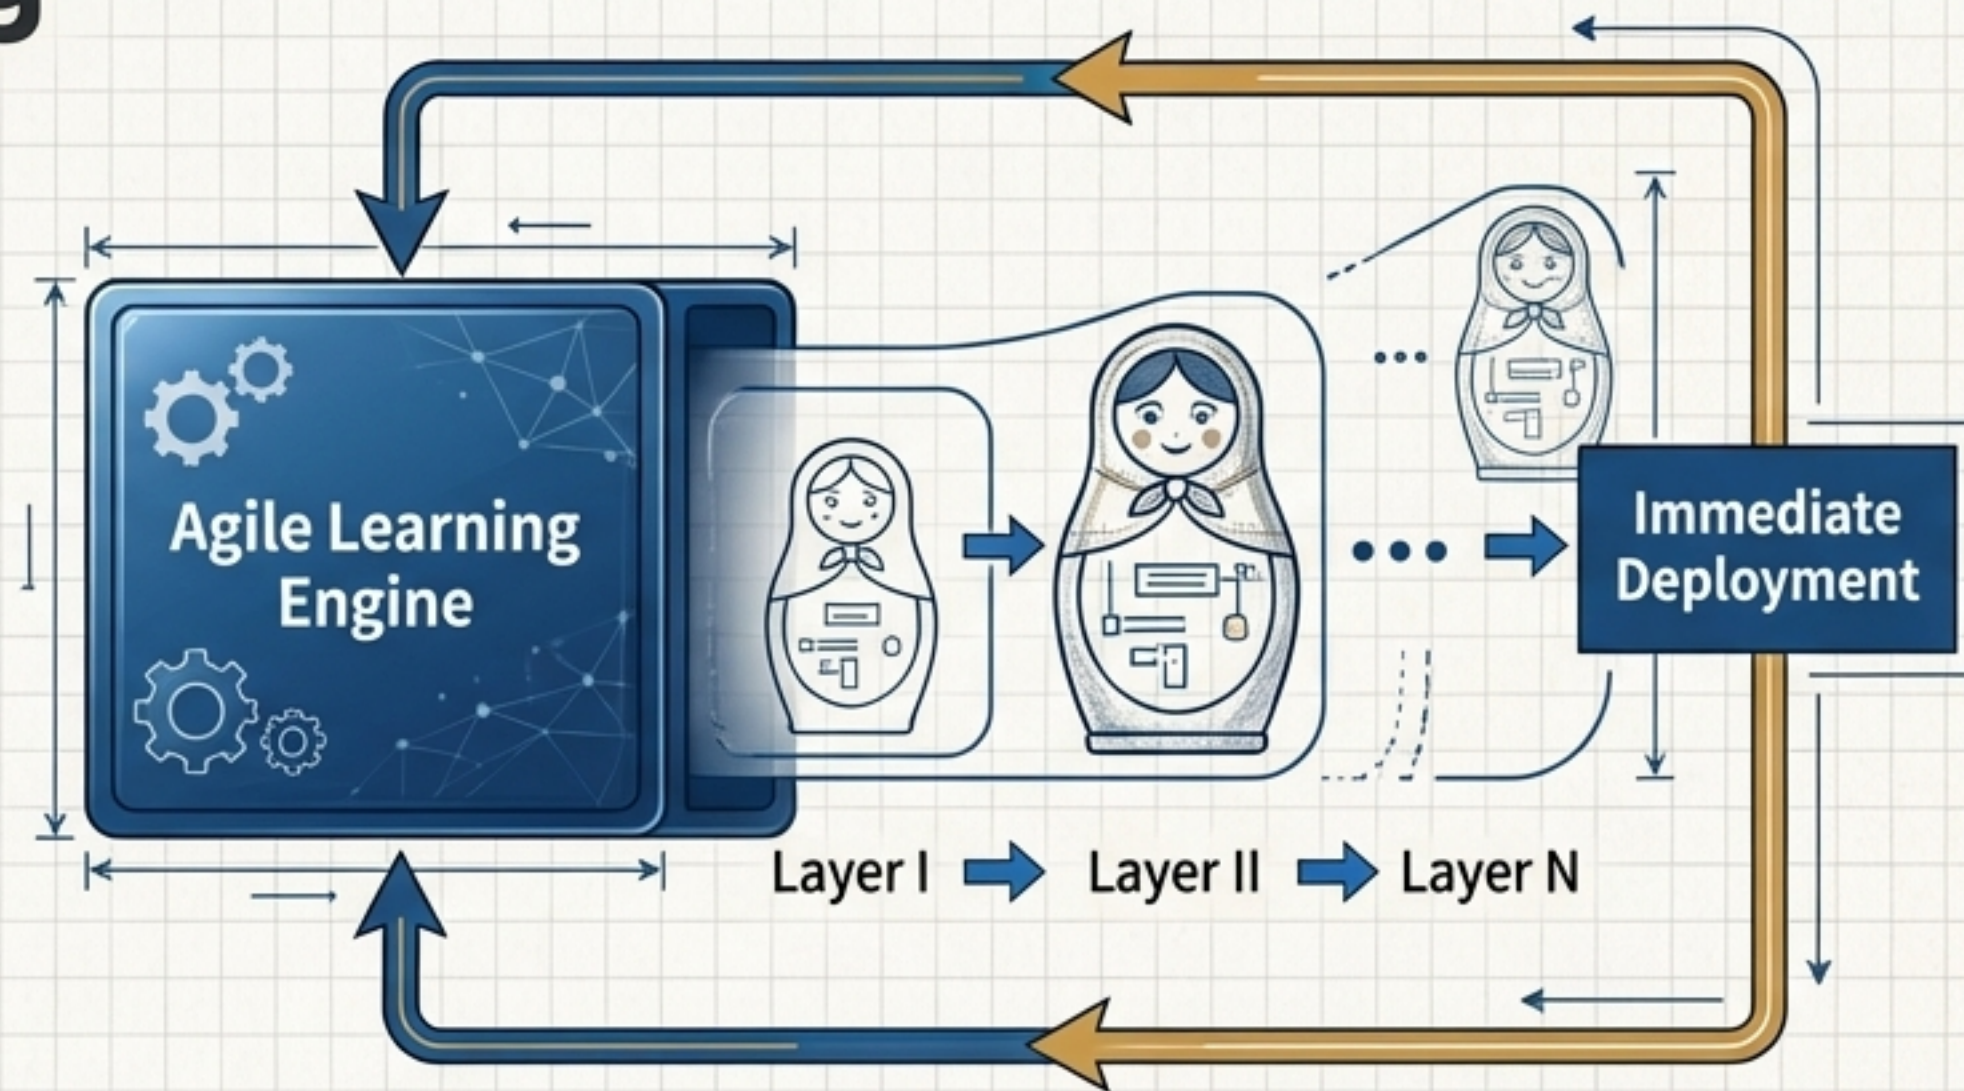 Agile Learning
Engine
Immediate
Deployment
Layer I
Layer II
Layer N